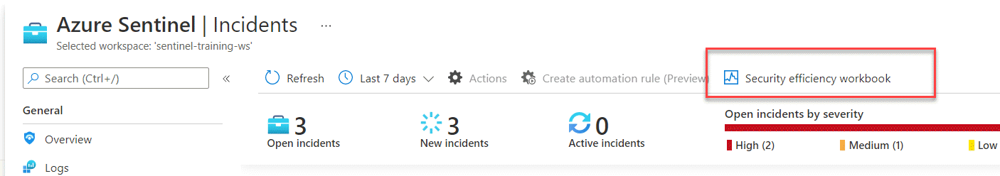 Azure Sentinel | Incidents ...
Selected workspace: 'sentinel-training-ws'
Search (Ctrl+/) «
General
Overview
Logs
Refresh Last 7 days Actions Create automation rule (Preview) Security efficiency workbook
3 Open incidents
3 New incidents
0 Active incidents
Open incidents by severity
High (2) Medium (1) Low